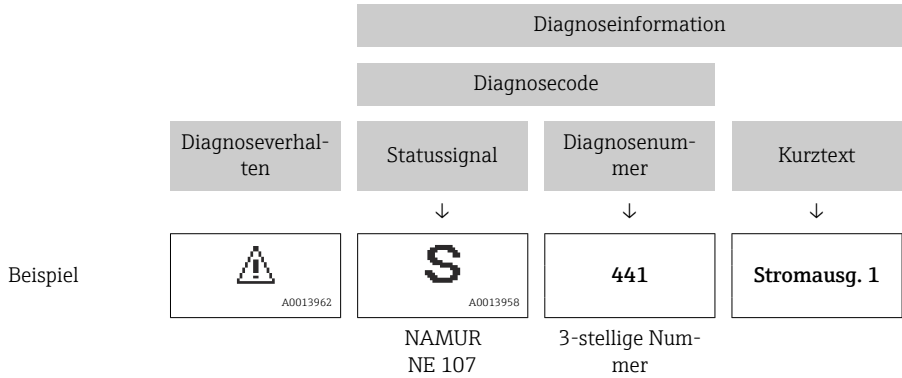 Diagnoseinformation
Diagnosecode
Diagnoseverhal-
ten
Statussignal
Diagnosenum-
mer
Kurztext
↓ ↓ ↓
Beispiel
A0013962
S
A0013958
441
Stromausg. 1
NAMUR
NE 107
3-stellige Num-
mer